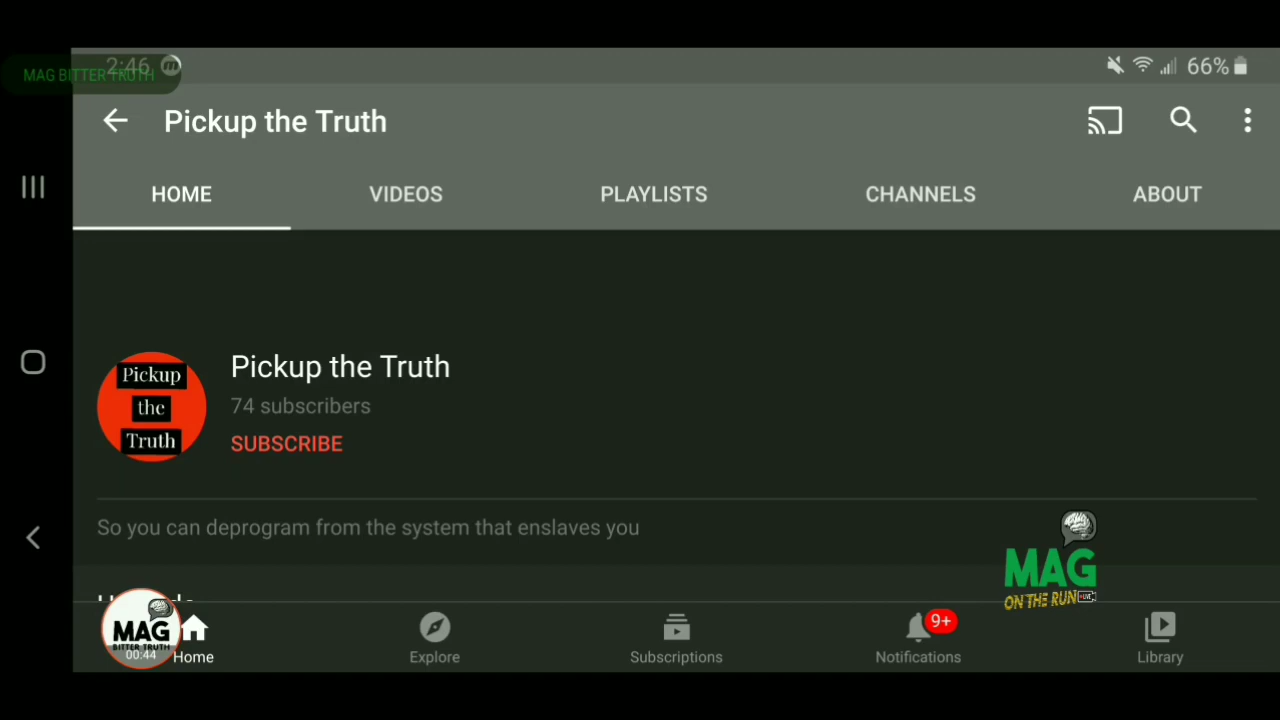 2:46
MAG BITTER TRUTH
66%
Pickup the Truth
HOME VIDEOS PLAYLISTS CHANNELS ABOUT
Pickup
the
Truth
Pickup the Truth
74 subscribers
SUBSCRIBE
So you can deprogram from the system that enslaves you
MAG
ON THE RUN LIVE
MAG
BITTER TRUTH
00:44
Home Explore Subscriptions Notifications Library
9+